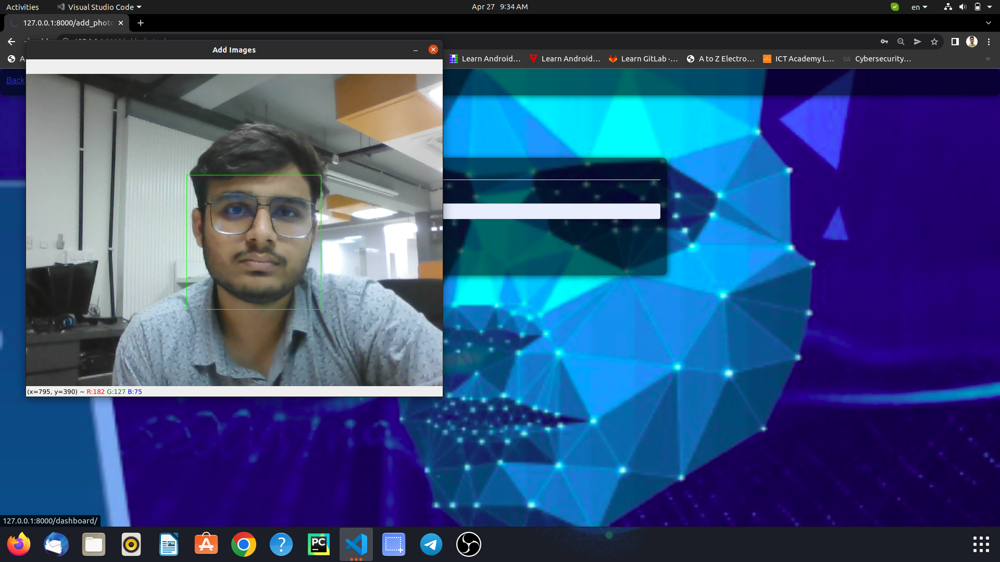 Activities
Visual Studio Code
Apr 27 9:34 AM
en
127.0.0.1:8000/add_photo
Add Images
A
Learn Android…
Learn Android…
Learn GitLab ·…
A to Z Electro…
ICT Academy L…
Cybersecurity…
»
Back
(x=795, y=390) ~ R:182 G:127 B:75
127.0.0.1:8000/dashboard/
PC